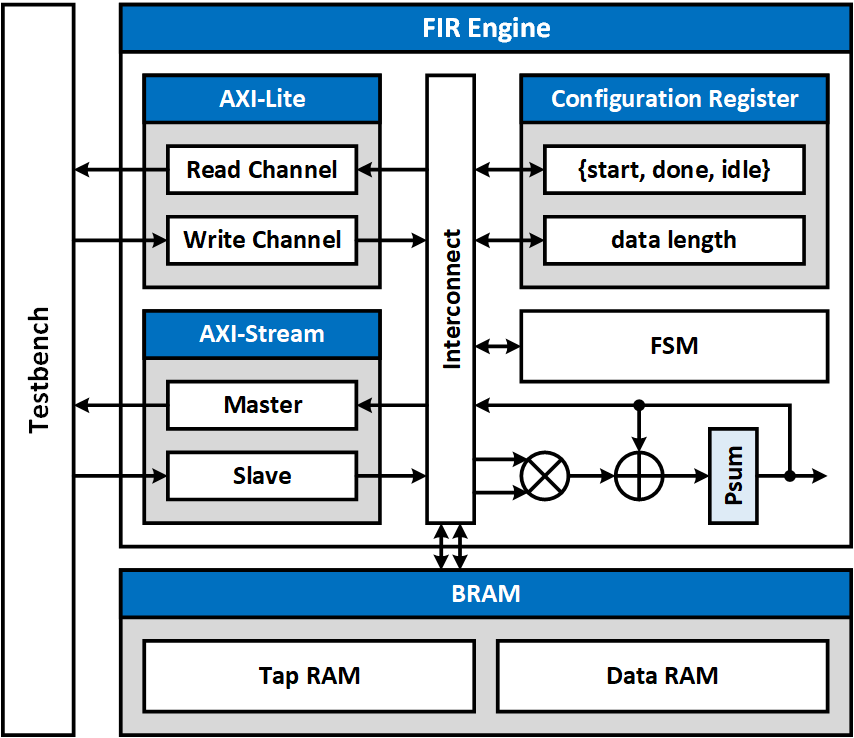 FIR Engine
AXI-Lite
Read Channel
Write Channel
Configuration Register
{start, done, idle}
data length
Testbench
Interconnect
AXI-Stream
Master
Slave
FSM
Psum
BRAM
Tap RAM
Data RAM